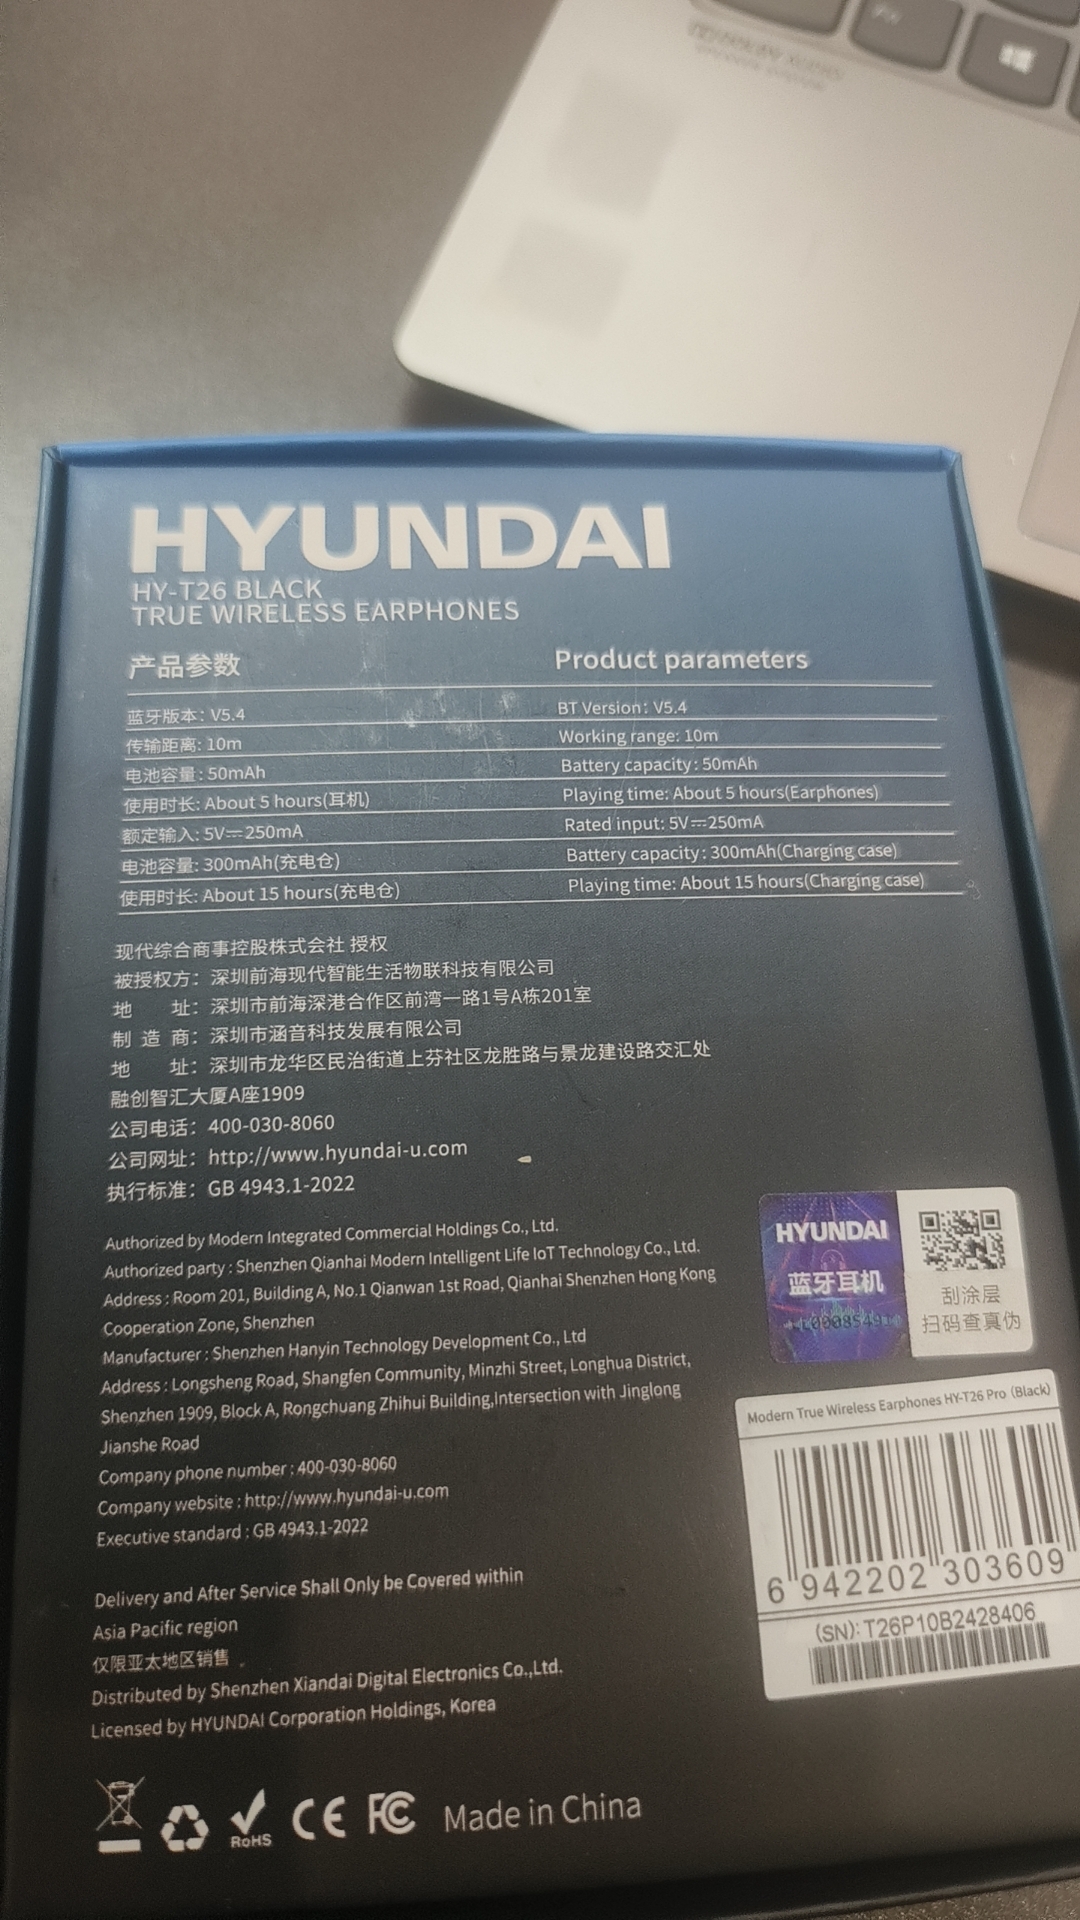 Fn
HYUNDAI
HY-T26 BLACK
TRUE WIRELESS EARPHONES
产品参数
Product parameters
蓝牙版本: V5.4
BT Version: V5.4
传输距离: 10m
Working range: 10m
电池容量: 50mAh
Battery capacity: 50mAh
使用时长: About 5 hours(耳机)
Playing time: About 5 hours(Earphones)
额定输入: 5V⎓250mA
Rated input: 5V⎓250mA
电池容量: 300mAh(充电仓)
Battery capacity: 300mAh(Charging case)
使用时长: About 15 hours(充电仓)
Playing time: About 15 hours(Charging case)
现代综合商事控股株式会社 授权
被授权方：深圳前海现代智能生活物联科技有限公司
地 址：深圳市前海深港合作区前湾一路1号A栋201室
制 造 商：深圳市涵音科技发展有限公司
地 址：深圳市龙华区民治街道上芬社区龙胜路与景龙建设路交汇处
融创智汇大厦A座1909
公司电话：400-030-8060
公司网址：http://www.hyundai-u.com
执行标准：GB 4943.1-2022
Authorized by Modern Integrated Commercial Holdings Co., Ltd.
Authorized party : Shenzhen Qianhai Modern Intelligent Life IoT Technology Co., Ltd.
Address : Room 201, Building A, No.1 Qianwan 1st Road, Qianhai Shenzhen Hong Kong
Cooperation Zone, Shenzhen
Manufacturer : Shenzhen Hanyin Technology Development Co., Ltd
Address : Longsheng Road, Shangfen Community, Minzhi Street, Longhua District,
Shenzhen 1909, Block A, Rongchuang Zhihui Building,Intersection with Jinglong
Jianshe Road
Company phone number : 400-030-8060
Company website : http://www.hyundai-u.com
Executive standard : GB 4943.1-2022
HYUNDAI
蓝牙耳机
刮涂层
扫码查真伪
Modern True Wireless Earphones HY-T26 Pro (Black)
6 942202 303609
(SN): T26P10B2428406
Delivery and After Service Shall Only be Covered within
Asia Pacific region
仅限亚太地区销售
Distributed by Shenzhen Xiandai Digital Electronics Co.,Ltd.
Licensed by HYUNDAI Corporation Holdings, Korea
RoHS
CE
FC
Made in China